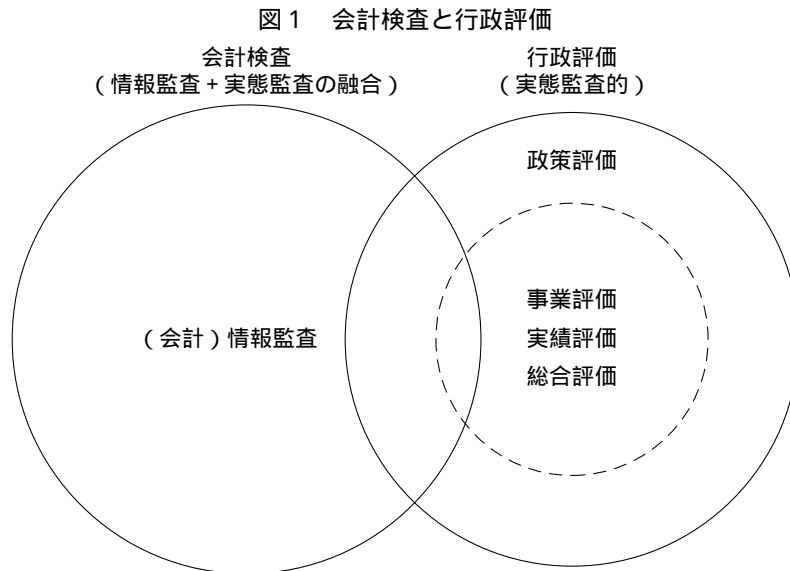 図1 会計検査と行政評価
会計検査
(情報監査+実態監査の融合)
行政評価
(実態監査的)
政策評価
(会計)情報監査
事業評価
実績評価
総合評価